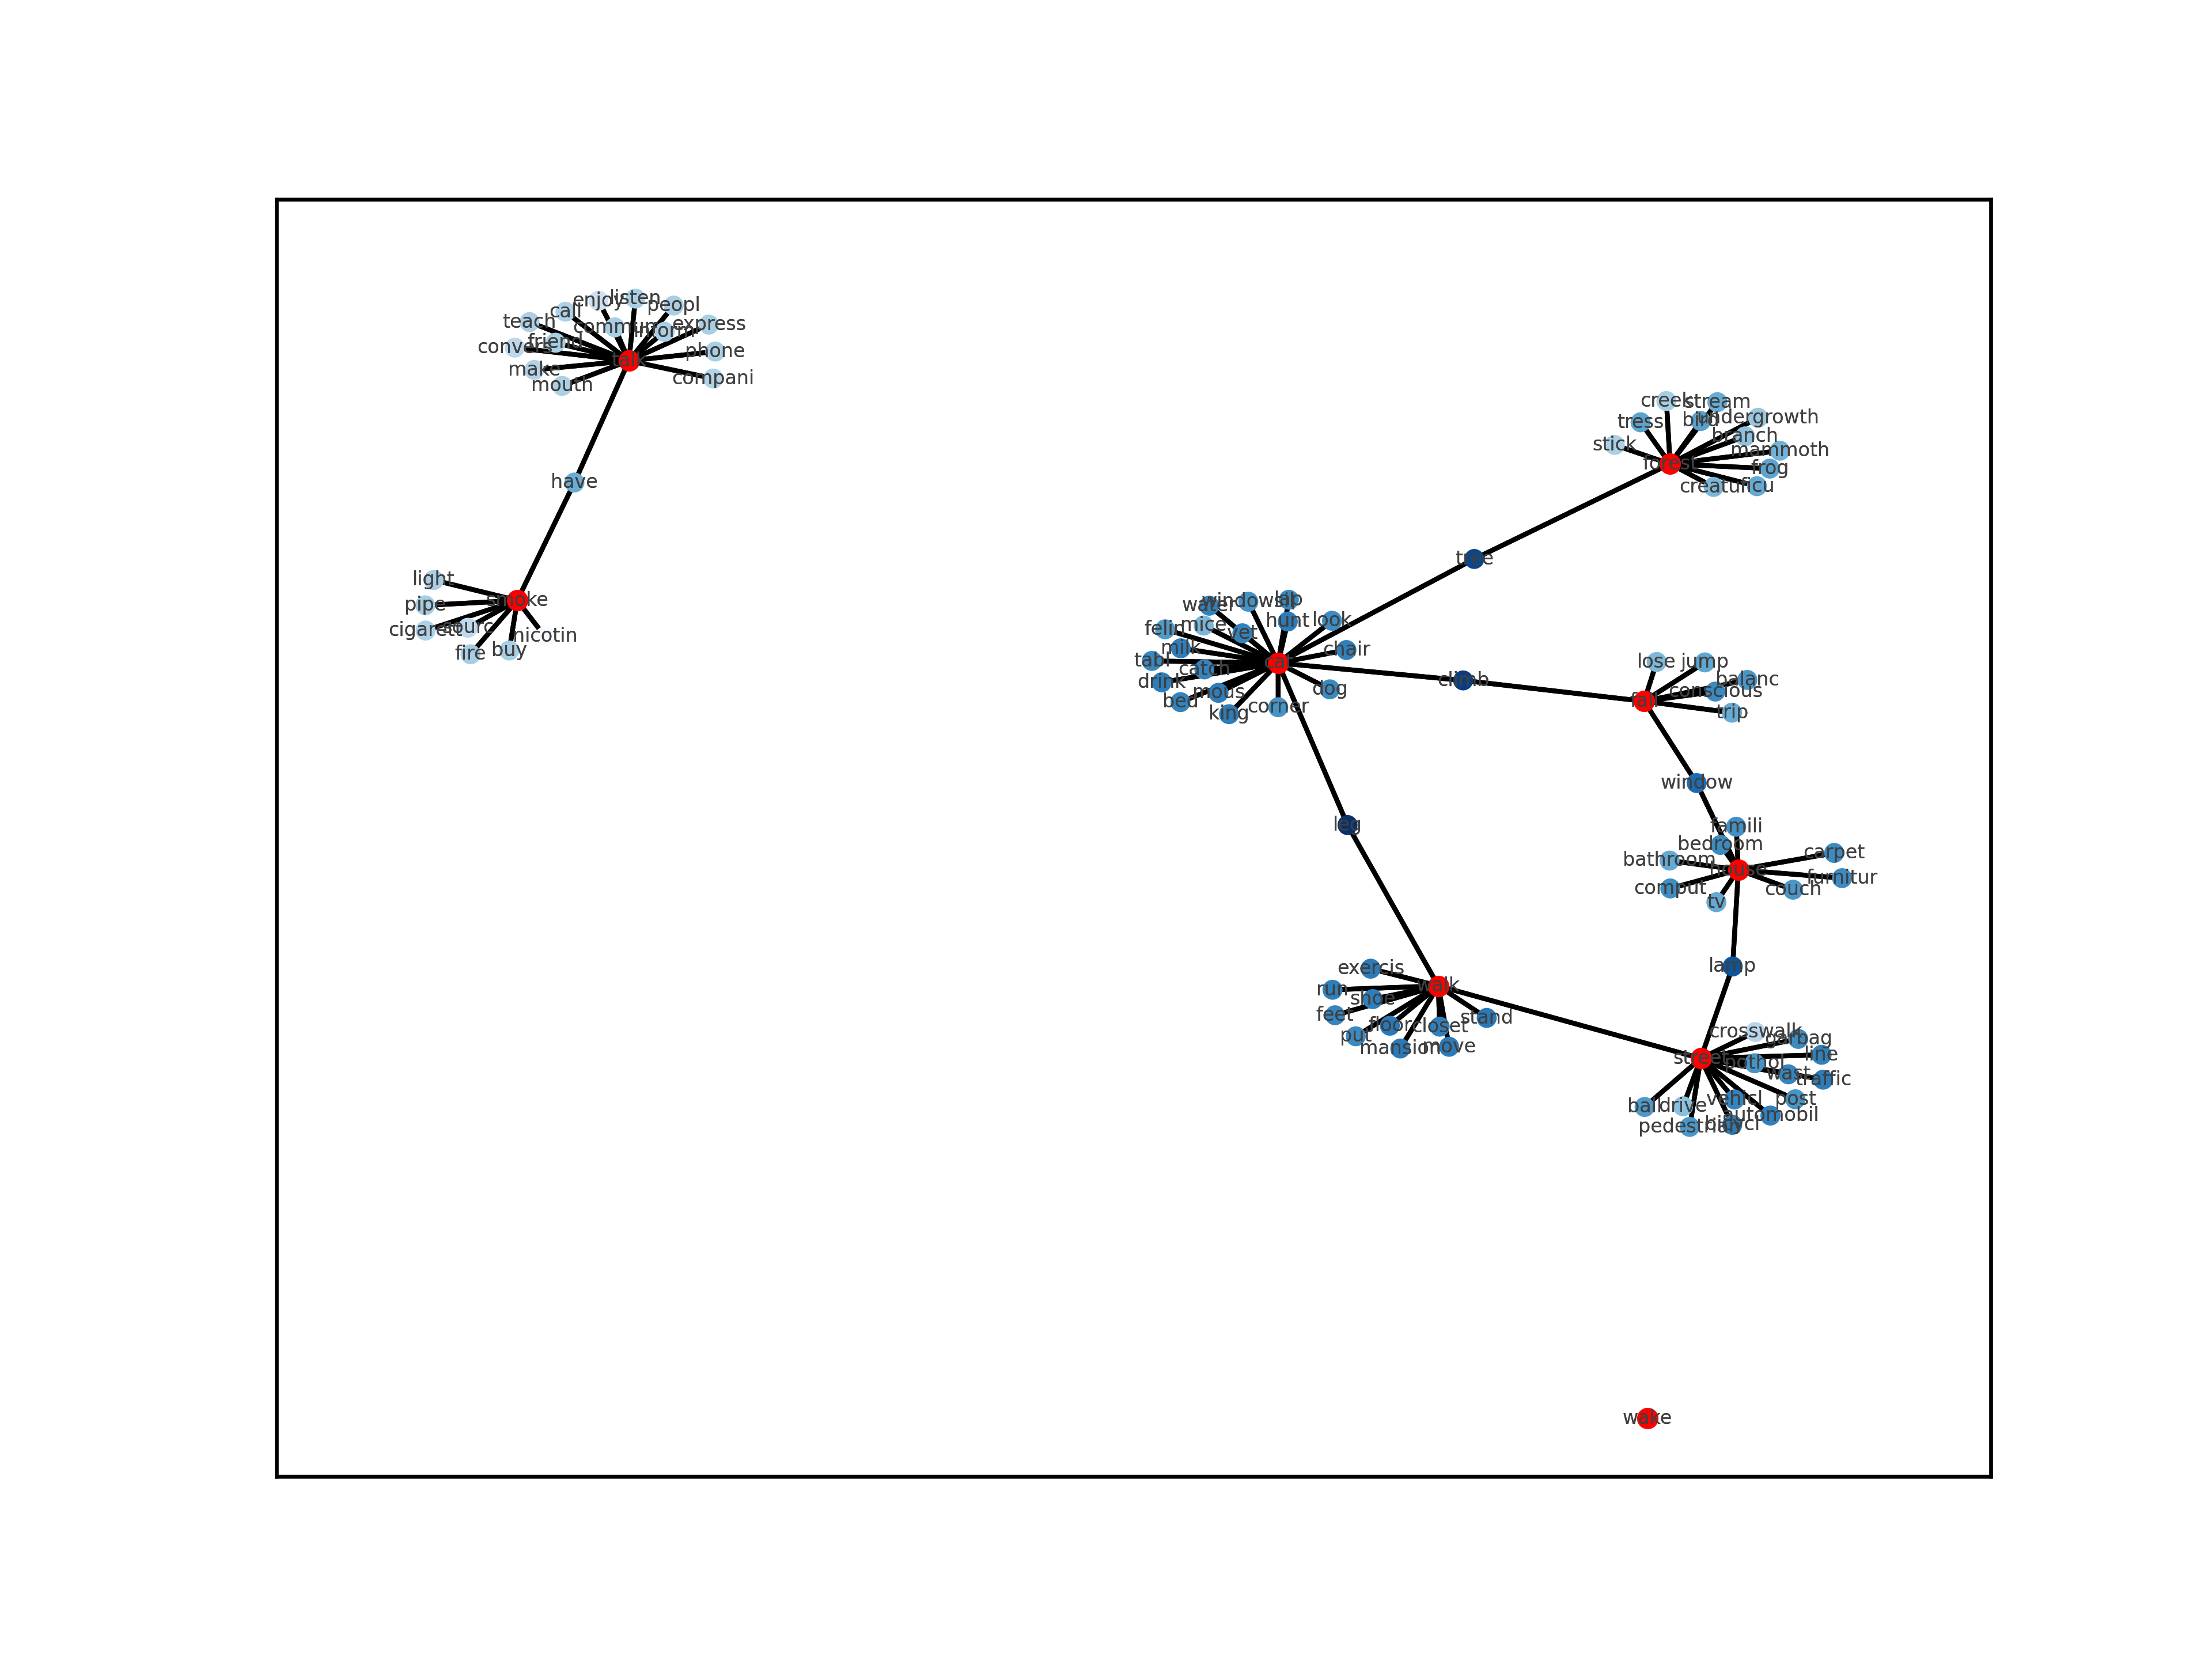 enjoy
listen
peopl
call
teach
commun
inform
express
convers
friend
talk
phone
make
mouth
compani
have
light
smoke
pipe
cigarett
sourc
nicotin
fire
buy
creek
stream
tress
bird
undergrowth
stick
branch
mammoth
forest
frog
creatur
ficu
tree
water
windowsil
lap
felin
mice
vet
hunt
look
milk
chair
tabl
catch
cat
drink
mous
dog
bed
king
corner
climb
lose
jump
balanc
conscious
fall
trip
window
leg
famili
bedroom
carpet
bathroom
house
furnitur
comput
couch
tv
lamp
exercis
run
shoe
walk
feet
floor
closet
stand
put
mansion
move
crosswalk
garbag
street
pothol
line
wast
traffic
drive
vehicl
post
automobil
pedestrian
bicycl
wake